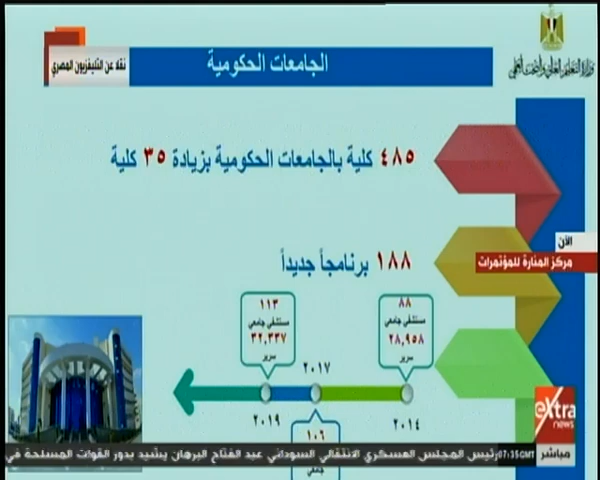 وزارة التعليم العالي والبحث العلمي
الجامعات الحكومية
نقلا عن التليفزيون المصري
٤٨٥ كلية بالجامعات الحكومية بزيادة ٣٥ كلية
الآن
مركز المنارة للمؤتمرات
١٨٨ برنامجاً جديداً
٨٨
مستشفى جامعي
٢٨,٩٥٨
سرير
١١٣
مستشفى جامعي
٣٢,٣٣٧
سرير
٢٠١٧
٢٠١٤
٢٠١٩
١٠٦
جامعي
eXtra
news
مباشر
07:35GMT
رئيس المجلس العسكري الانتقالي السوداني عبد الفتاح البرهان يشيد بدور القوات المسلحة في